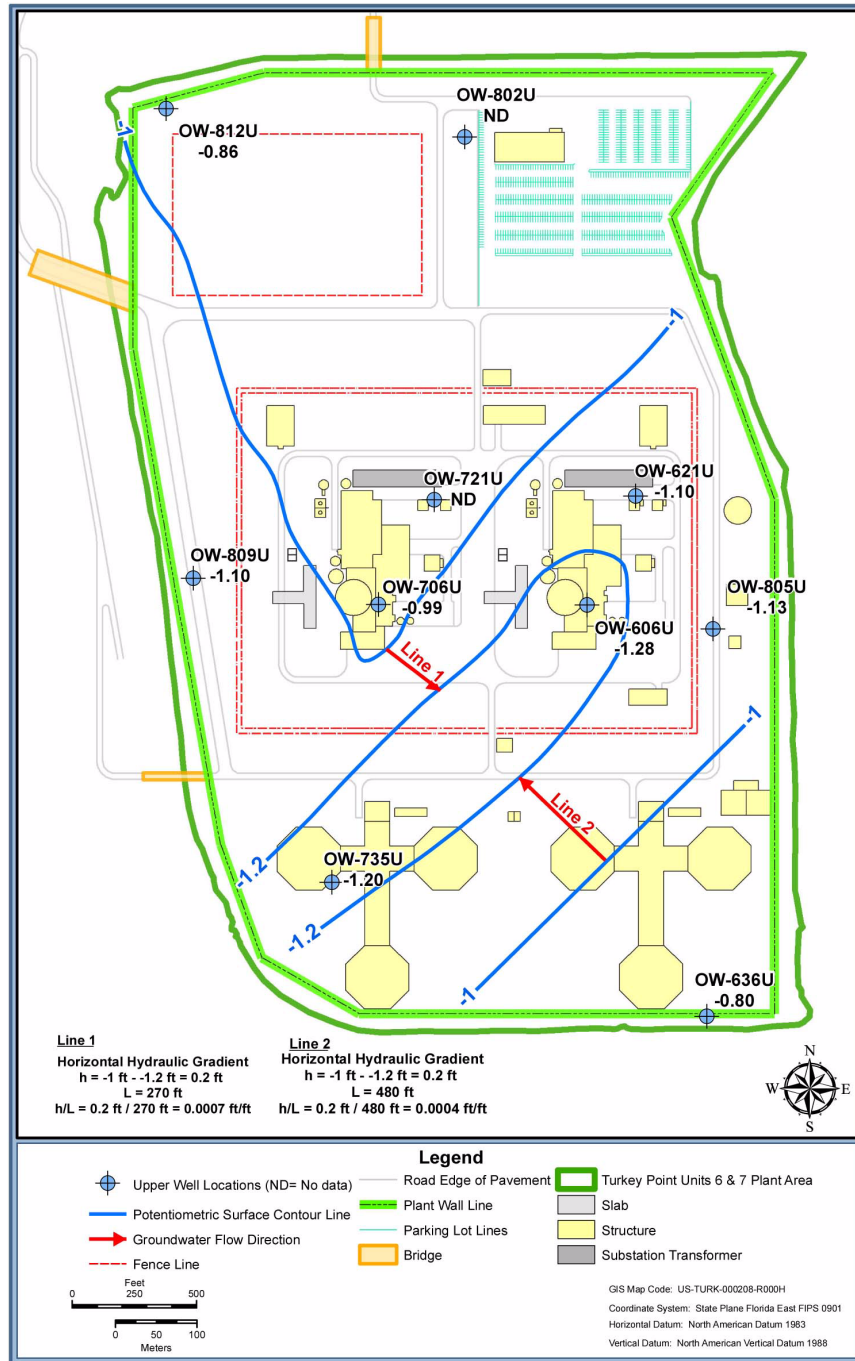 OW-802U
ND
OW-812U
-0.86
-1
-1
OW-721U
ND
OW-621U
-1.10
OW-809U
-1.10
OW-706U
-0.99
OW-805U
-1.13
OW-606U
-1.28
Line 1
-1
Line 2
OW-735U
-1.20
-1.2
-1.2
-1
OW-636U
-0.80
Line 1
Horizontal Hydraulic Gradient
h = -1 ft - -1.2 ft = 0.2 ft
L = 270 ft
h/L = 0.2 ft / 270 ft = 0.0007 ft/ft
Line 2
Horizontal Hydraulic Gradient
h = -1 ft - -1.2 ft = 0.2 ft
L = 480 ft
h/L = 0.2 ft / 480 ft = 0.0004 ft/ft
N
W E
S
Legend
Upper Well Locations (ND= No data)
Potentiometric Surface Contour Line
Groundwater Flow Direction
Fence Line
Road Edge of Pavement
Plant Wall Line
Parking Lot Lines
Bridge
Turkey Point Units 6 & 7 Plant Area
Slab
Structure
Substation Transformer
Feet
0 250 500
0 50 100
Meters
GIS Map Code: US-TURK-000208-R000H
Coordinate System: State Plane Florida East FIPS 0901
Horizontal Datum: North American Datum 1983
Vertical Datum: North American Vertical Datum 1988